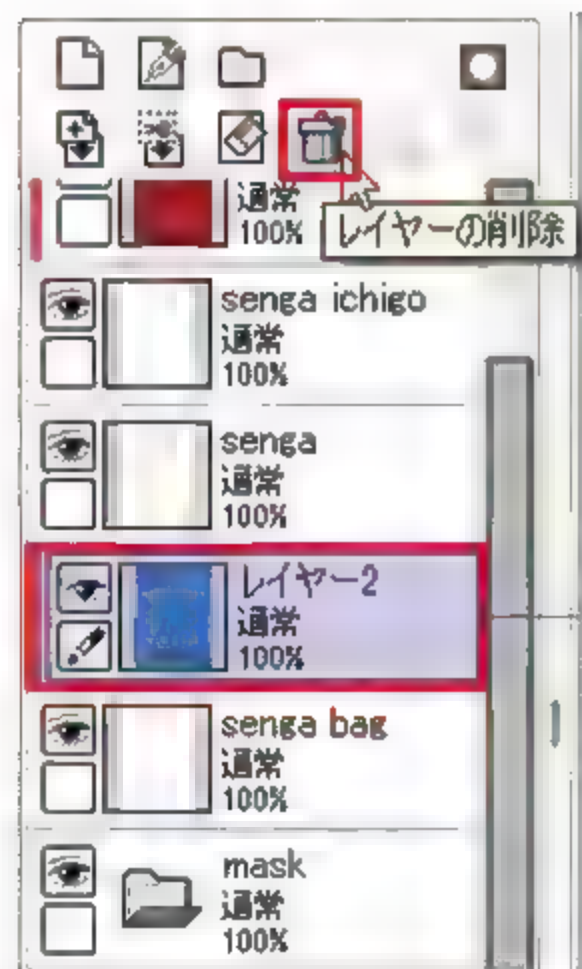 通常
100%
レイヤーの削除
senga ichigo
通常
100%
senga
通常
100%
レイヤー2
通常
100%
senga bag
通常
100%
mask
通常
100%